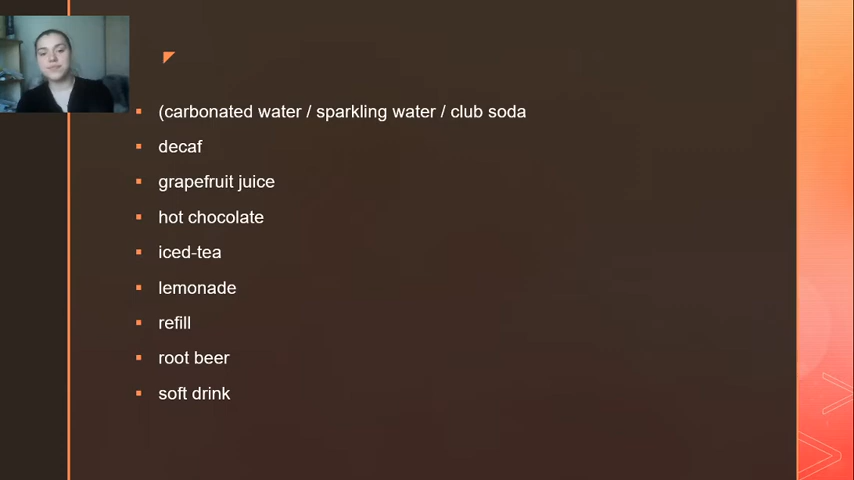 (carbonated water / sparkling water / club soda
decaf
grapefruit juice
hot chocolate
iced-tea
lemonade
refill
root beer
soft drink